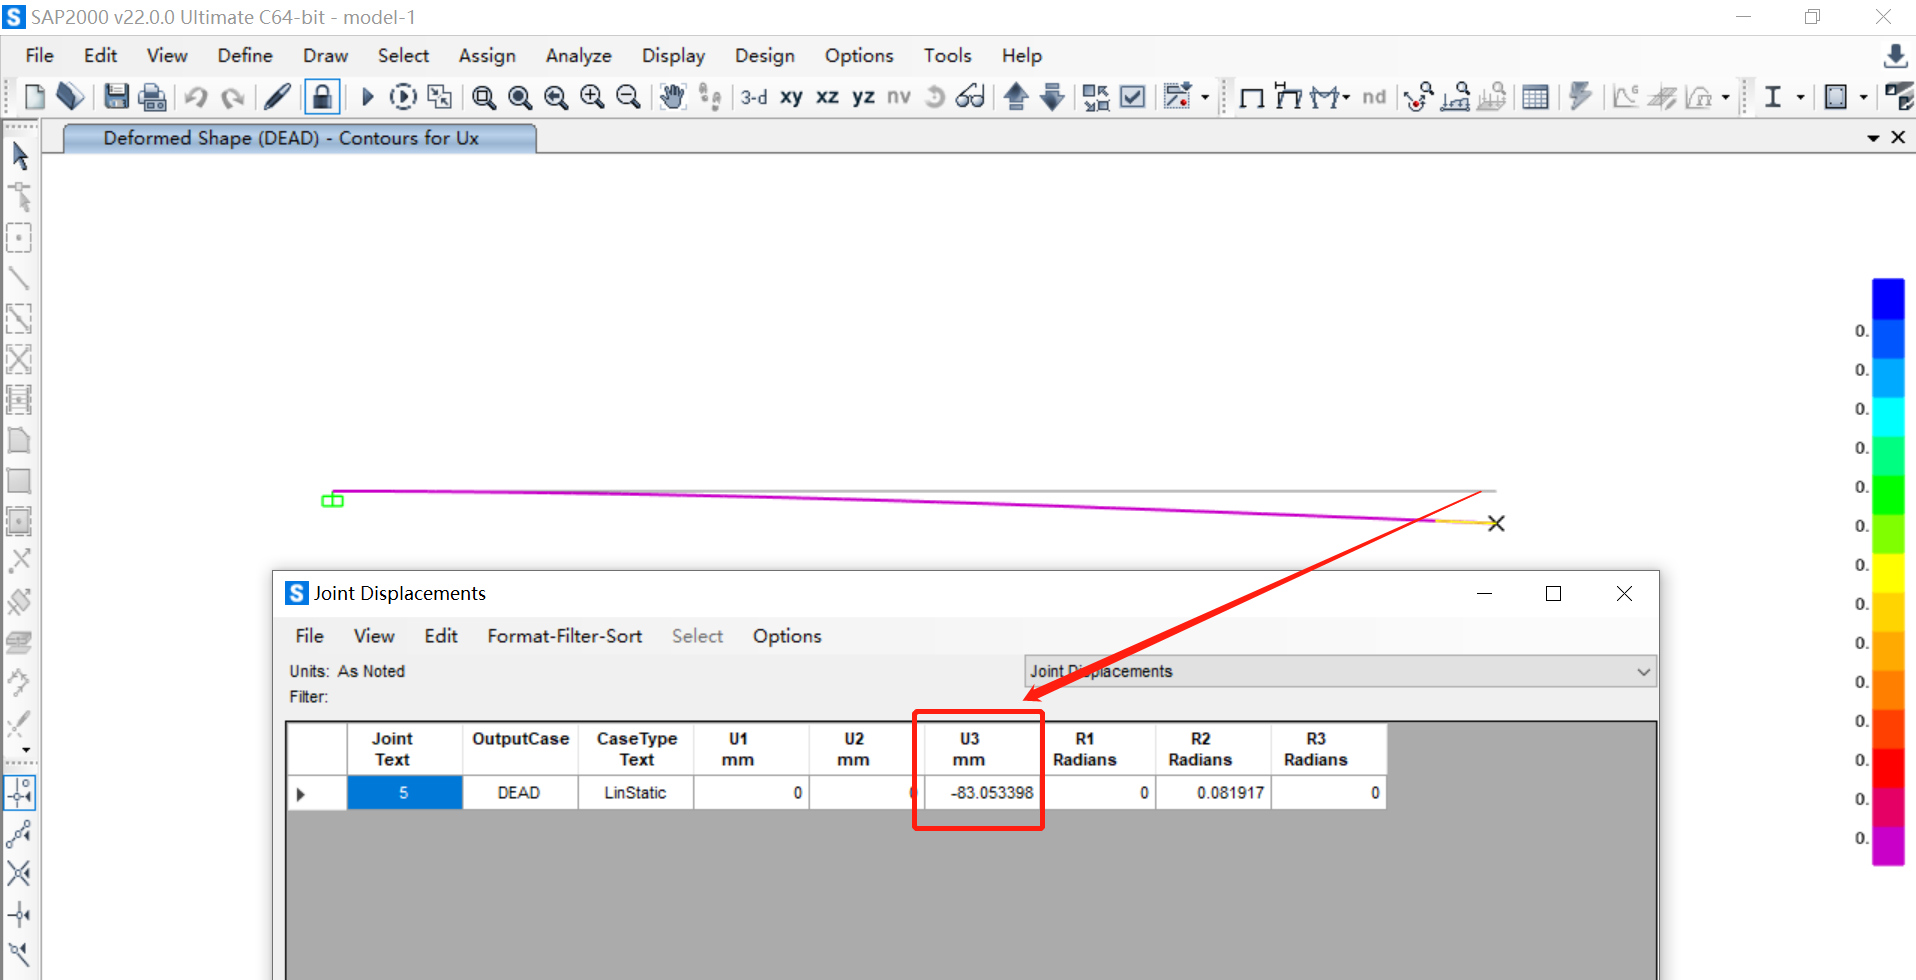 SAP2000 v22.0.0 Ultimate C64-bit - model-1
File Edit View Define Draw Select Assign Analyze Display Design Options Tools Help
3-d xy xz yz nv nd
Deformed Shape (DEAD) - Contours for Ux
0.
0.
0.
0.
0.
0.
0.
0.
0.
0.
0.
0.
0.
0.
Joint Displacements
File View Edit Format-Filter-Sort Select Options
Units: As Noted
Joint Displacements
Filter:
Joint OutputCase CaseType U1 U2 U3 R1 R2 R3
Text Text mm mm mm Radians Radians Radians
5 DEAD LinStatic 0 0 -83.053398 0 0.081917 0